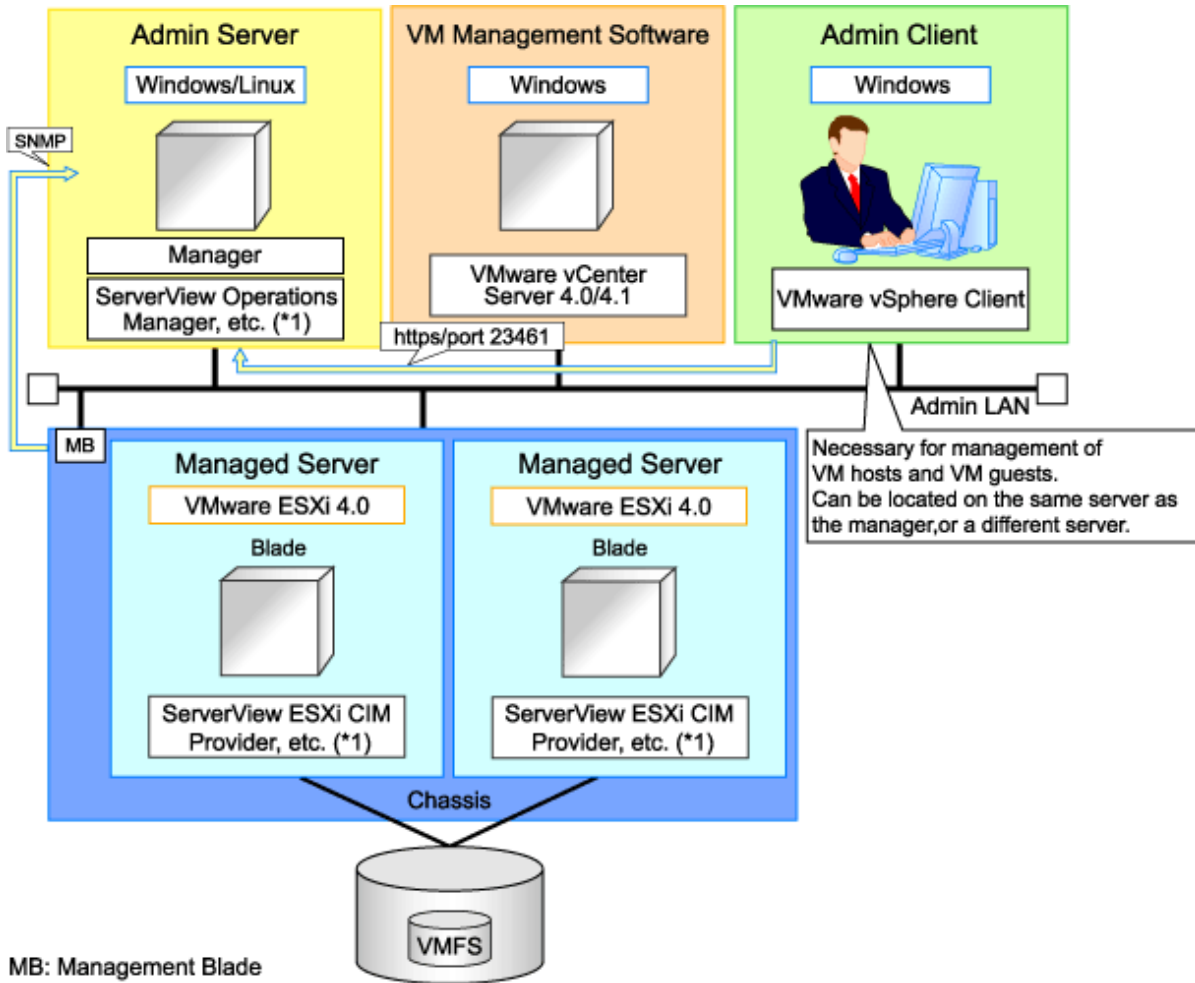 Admin Server
Windows/Linux
SNMP
Manager
ServerView Operations
Manager, etc. (*1)
VM Management Software
Windows
VMware vCenter
Server 4.0/4.1
Admin Client
Windows
VMware vSphere Client
https/port 23461
Admin LAN
Necessary for management of
VM hosts and VM guests.
Can be located on the same server as
the manager,or a different server.
MB
Managed Server
VMware ESXi 4.0
Blade
ServerView ESXi CIM
Provider, etc. (*1)
Managed Server
VMware ESXi 4.0
Blade
ServerView ESXi CIM
Provider, etc. (*1)
Chassis
VMFS
MB: Management Blade